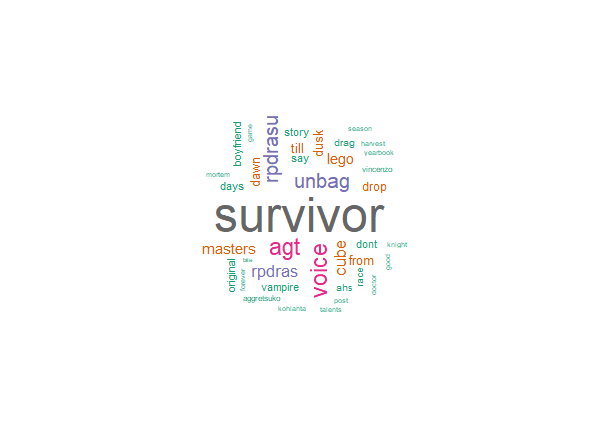 season
boyfriend
game
rpdrasu
story
dusk
drag
harvest
till
yearbook
say
lego
dawn
mortem
vincenzo
days
unbag
drop
survivor
masters
agt
voice
cube
dont
knight
from
good
original
bite
rpdras
race
forever
vampire
ahs
doctor
aggretsuko
post
kohlanta
talents